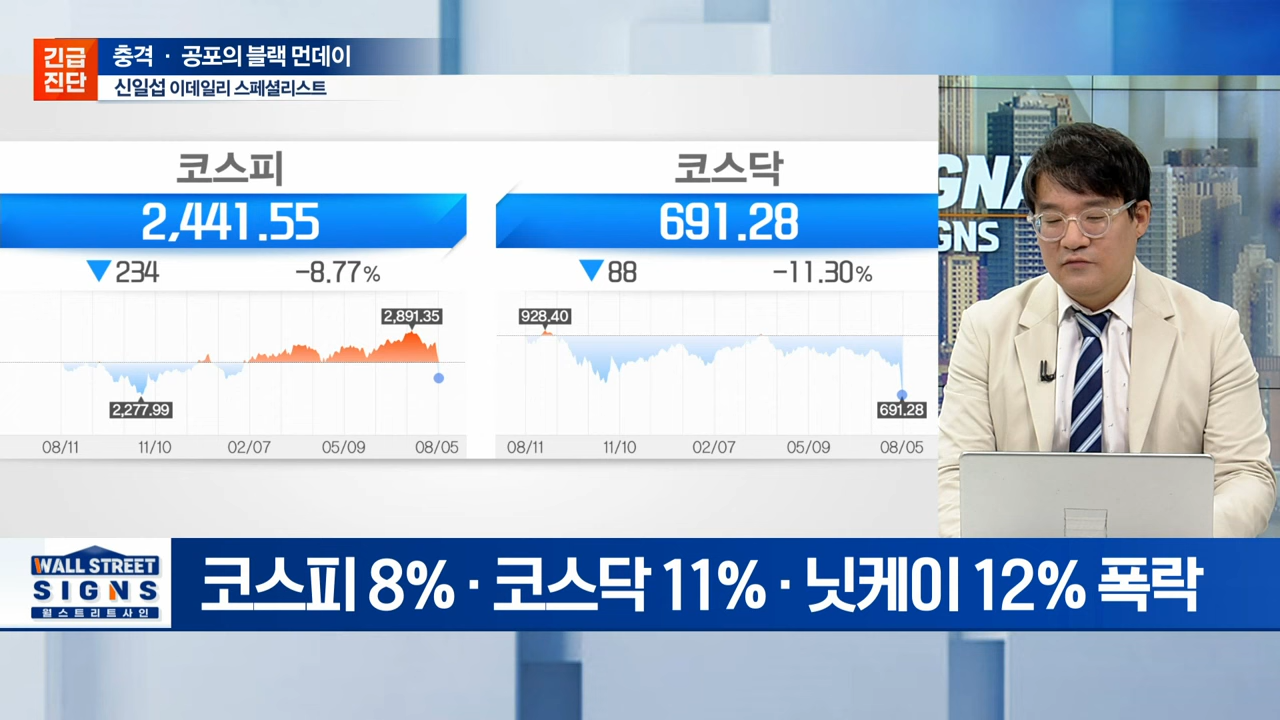 긴급
진단
충격 · 공포의 블랙 먼데이
신일섭 이데일리 스페셜리스트
코스피
2,441.55
▼234 -8.77%
2,891.35
2,277.99
08/11 11/10 02/07 05/09 08/05
코스닥
691.28
▼88 -11.30%
928.40
691.28
08/11 11/10 02/07 05/09 08/05
GNA
GNS
WALL STREET
SIGNS
월스트리트사인
코스피 8% · 코스닥 11% · 닛케이 12% 폭락